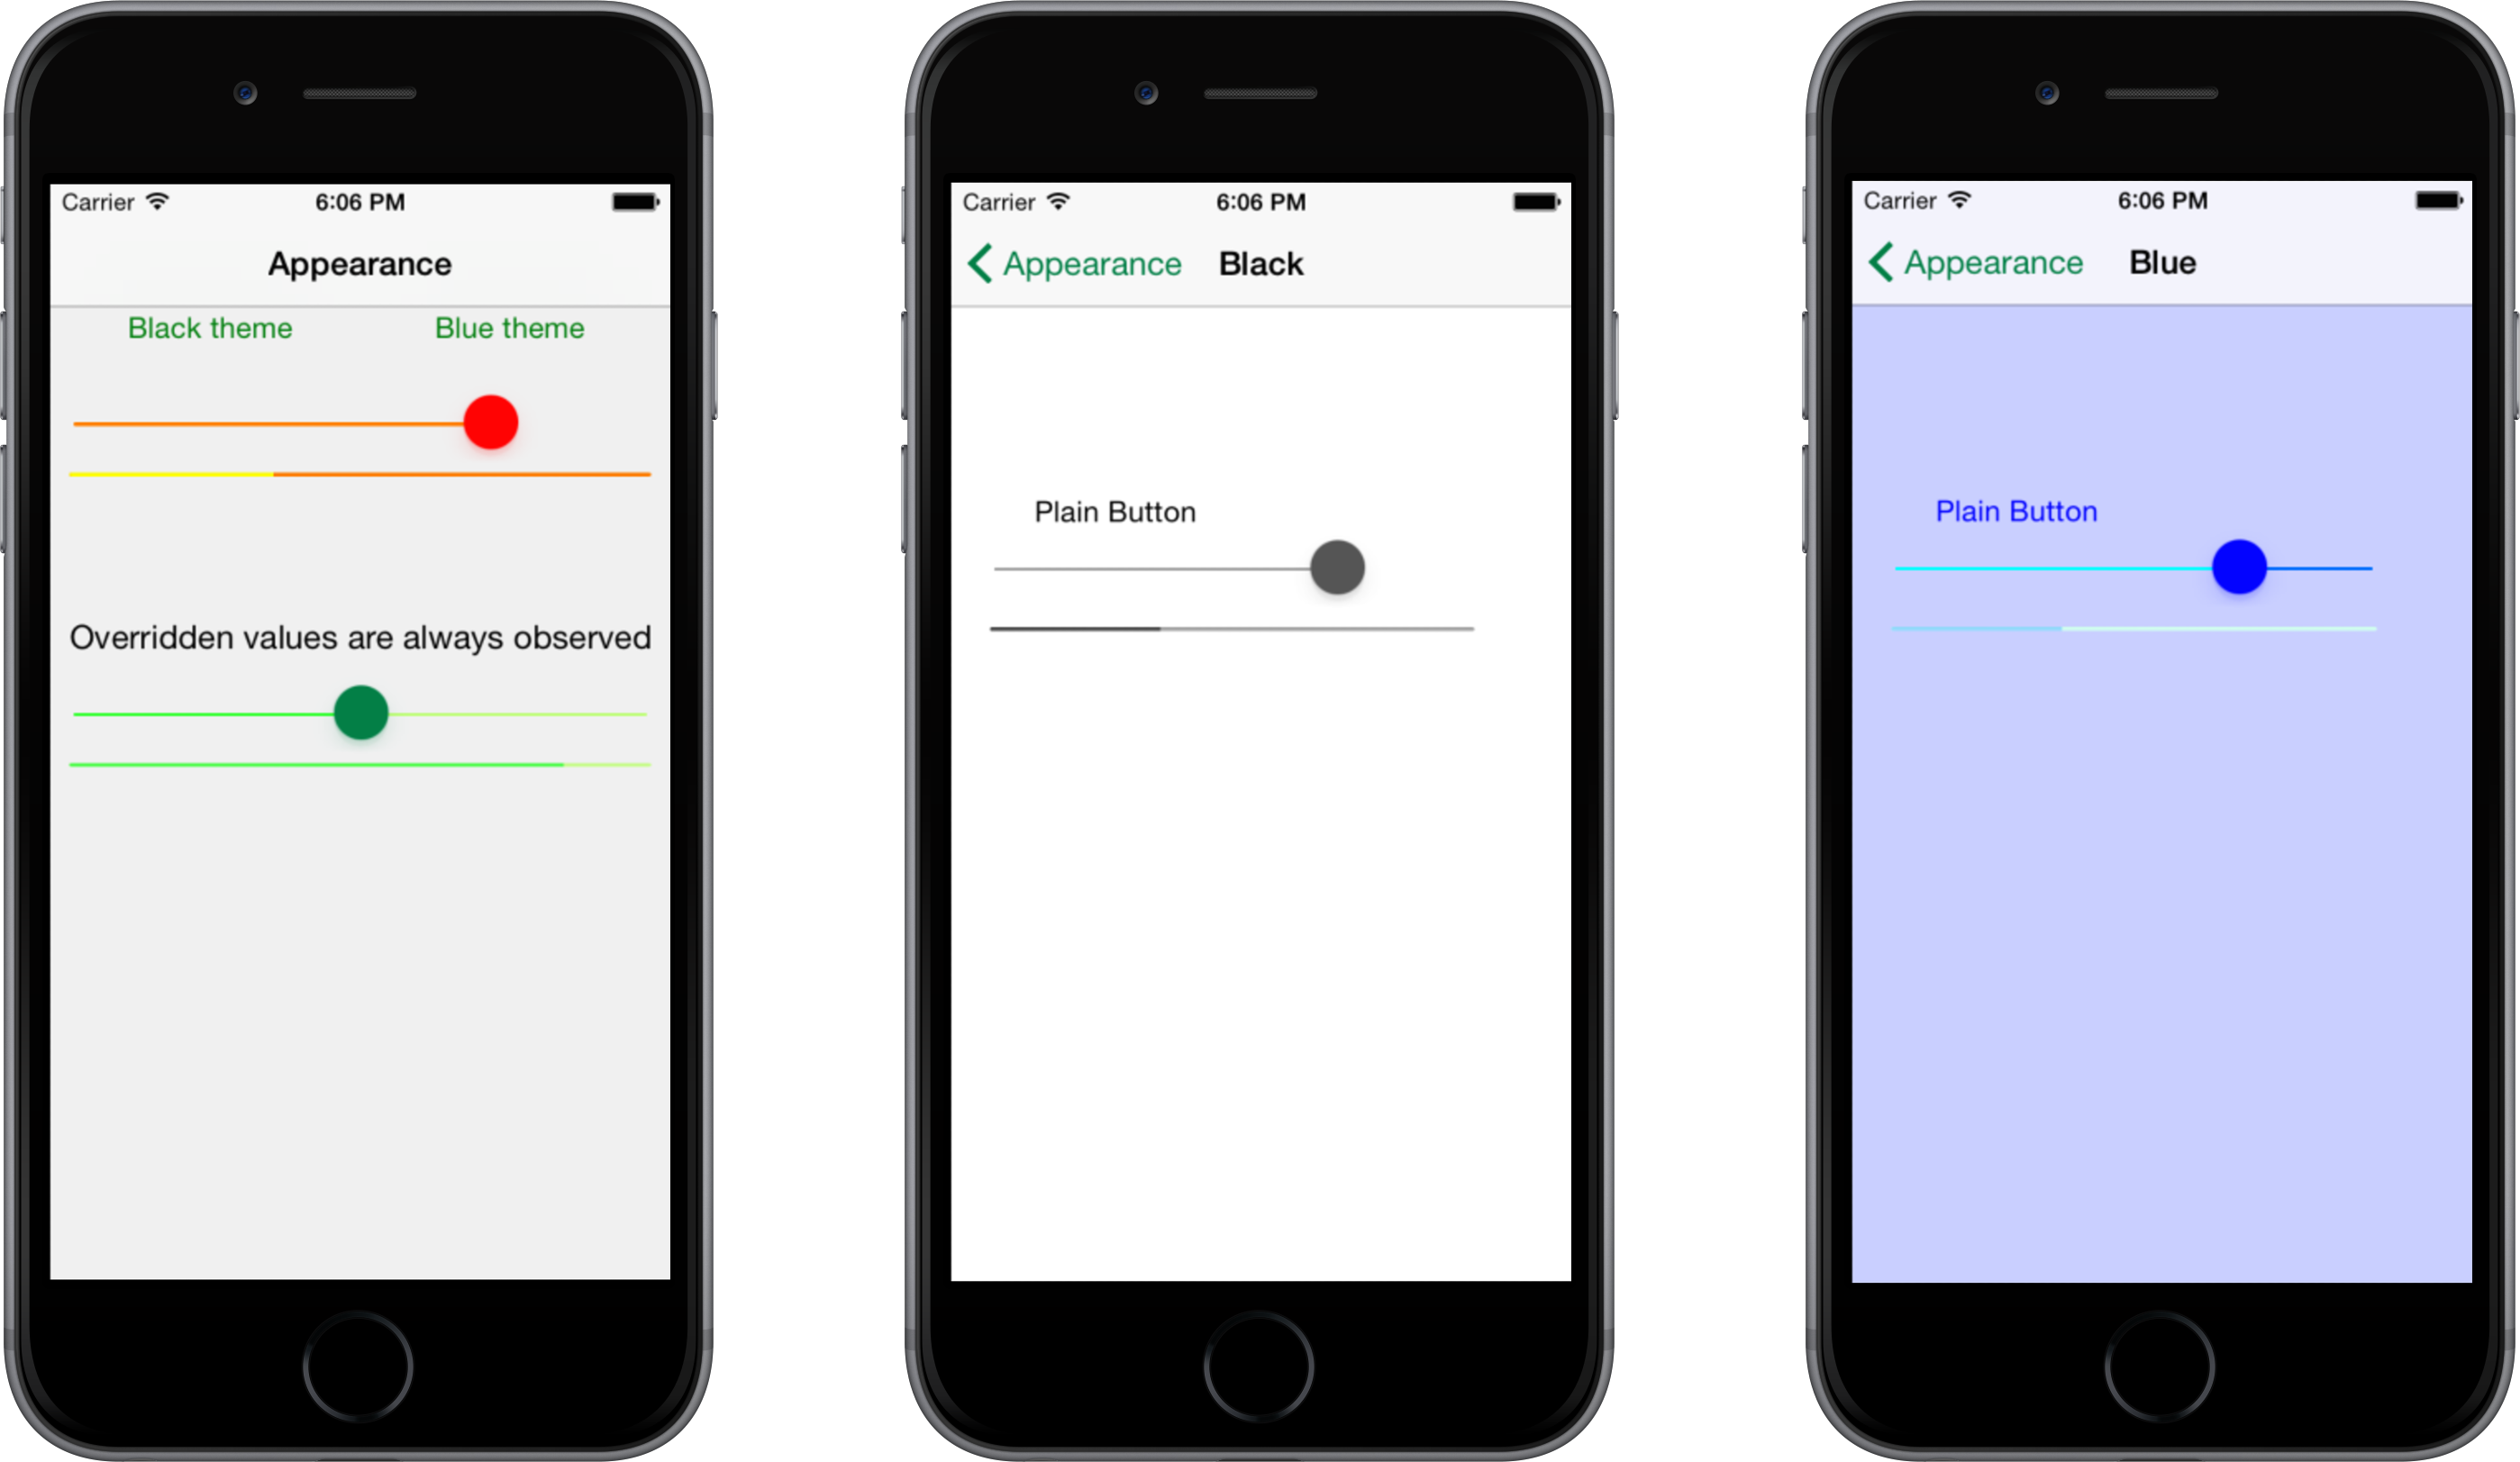 Carrier 6:06 PM
Appearance
Black theme Blue theme
Overridden values are always observed
Carrier 6:06 PM
Appearance Black
Plain Button
Carrier 6:06 PM
Appearance Blue
Plain Button